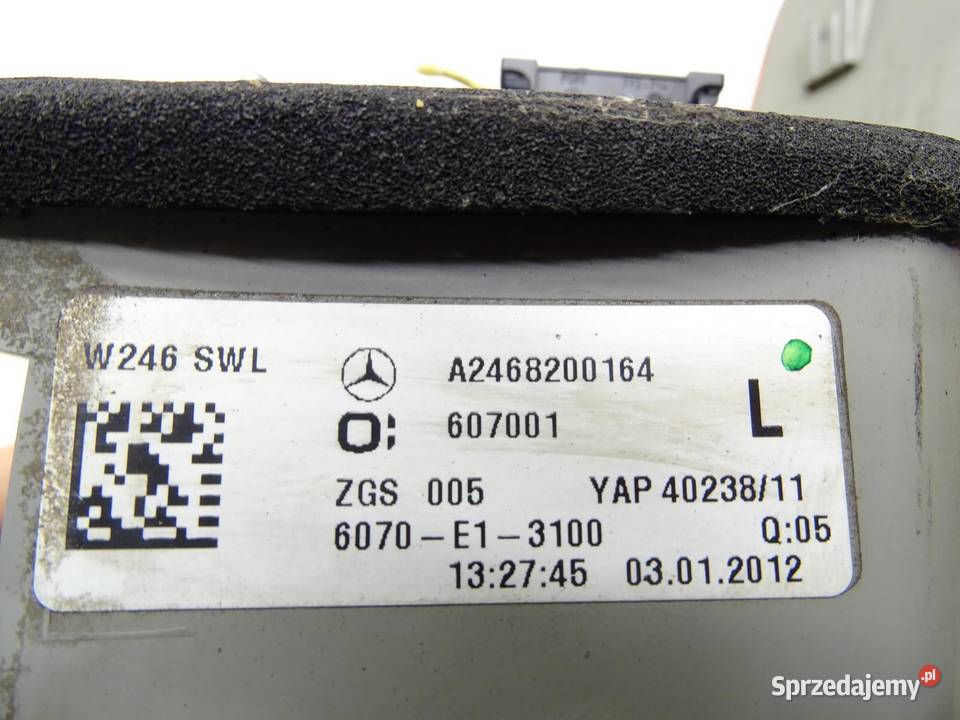 W246 SWL
A2468200164
607001
L
ZGS 005 YAP 40238/11
6070-E1-3100 Q:05
13:27:45 03.01.2012
Sprzedajemy.pl